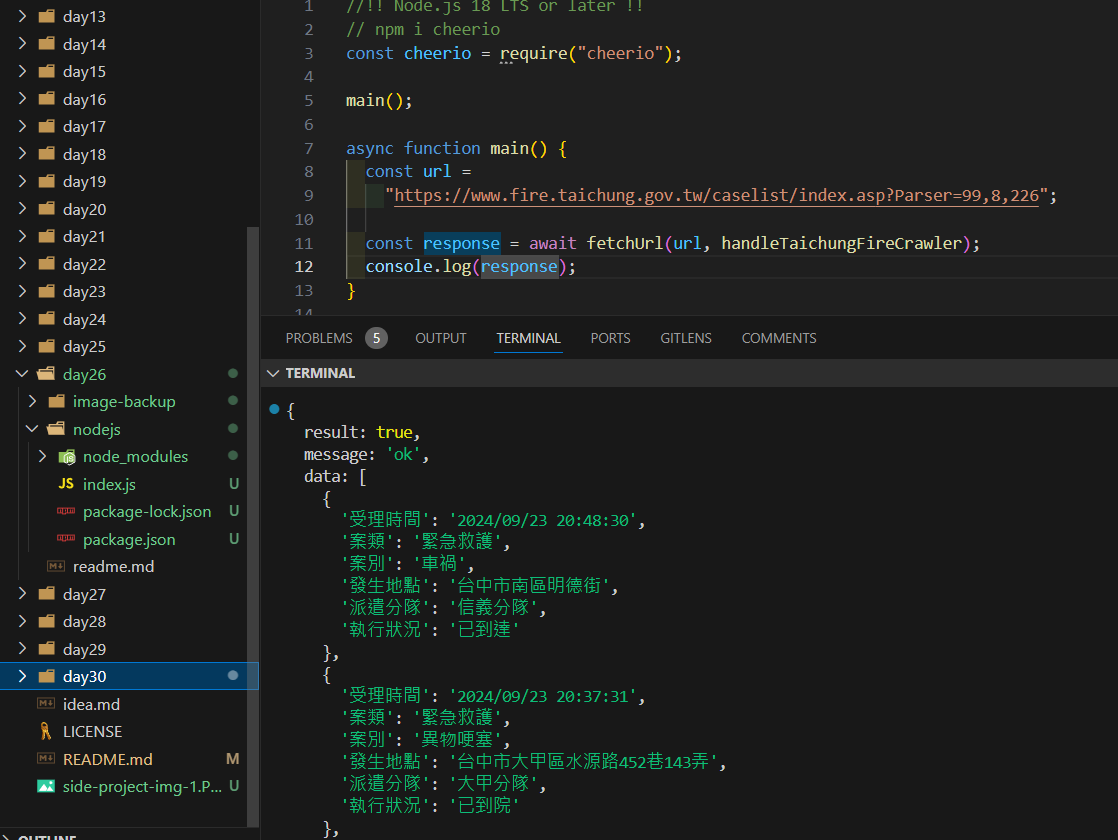 day13
day14
day15
day16
day17
day18
day19
day20
day21
day22
day23
day24
day25
day26
image-backup
nodejs
node_modules
JS index.js U
package-lock.json U
package.json U
readme.md
day27
day28
day29
day30
idea.md
LICENSE
README.md M
side-project-img-1.P... U
OUTLINE
1 //!! Node.js 18 LTS or later !!
2 // npm i cheerio
3 const cheerio = require("cheerio");
4
5 main();
6
7 async function main() {
8 const url =
9 "https://www.fire.taichung.gov.tw/caselist/index.asp?Parser=99,8,226";
10
11 const response = await fetchUrl(url, handleTaichungFireCrawler);
12 console.log(response);
13 }
14
PROBLEMS 5 OUTPUT TERMINAL PORTS GITLENS COMMENTS
TERMINAL
{
result: true,
message: 'ok',
data: [
{
'受理時間': '2024/09/23 20:48:30',
'案類': '緊急救護',
'案別': '車禍',
'發生地點': '台中市南區明德街',
'派遣分隊': '信義分隊',
'執行狀況': '已到達'
},
{
'受理時間': '2024/09/23 20:37:31',
'案類': '緊急救護',
'案別': '異物哽塞',
'發生地點': '台中市大甲區水源路452巷143弄',
'派遣分隊': '大甲分隊',
'執行狀況': '已到院'
},